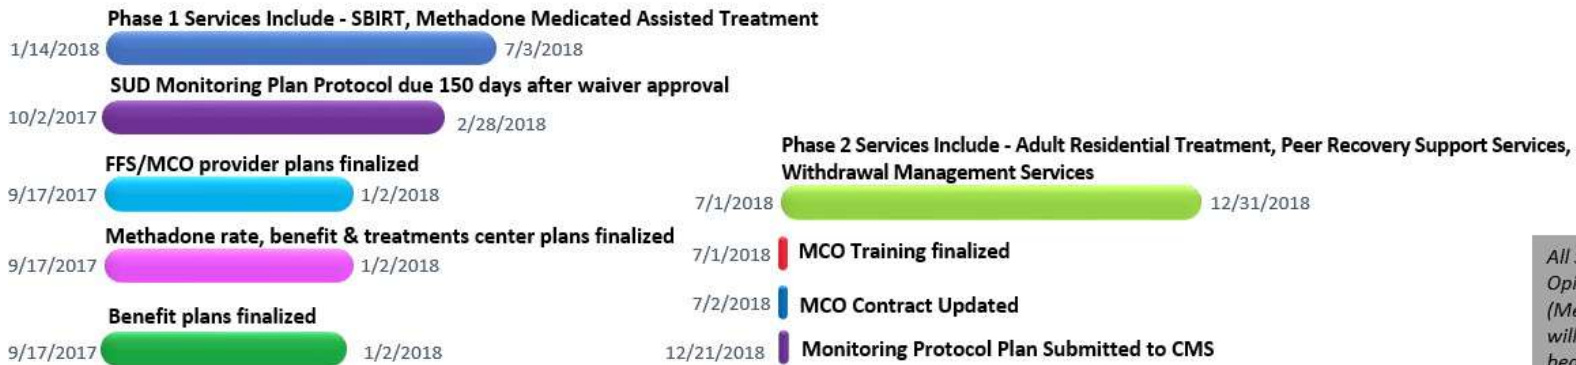 Phase 1 Services Include - SBIRT, Methadone Medicated Assisted Treatment
1/14/2018
7/3/2018
SUD Monitoring Plan Protocol due 150 days after waiver approval
10/2/2017
2/28/2018
FFS/MCO provider plans finalized
9/17/2017
1/2/2018
Methadone rate, benefit & treatments center plans finalized
9/17/2017
1/2/2018
Benefit plans finalized
9/17/2017
1/2/2018
Phase 2 Services Include - Adult Residential Treatment, Peer Recovery Support Services,
Withdrawal Management Services
7/1/2018
12/31/2018
7/1/2018
MCO Training finalized
7/2/2018
MCO Contract Updated
12/21/2018
Monitoring Protocol Plan Submitted to CMS
All
Opi
(Me
will